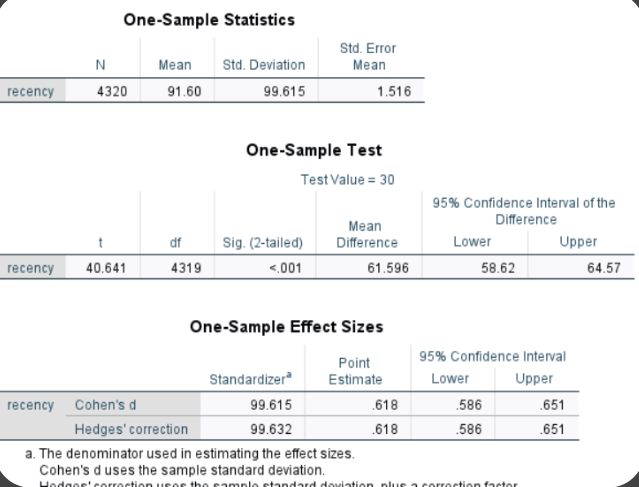 One-Sample Statistics
N Mean Std. Deviation Std. Error Mean
recency 4320 91.60 99.615 1.516
One-Sample Test
Test Value = 30
t df Sig. (2-tailed) Mean Difference 95% Confidence Interval of the Difference
Lower Upper
recency 40.641 4319 <.001 61.596 58.62 64.57
One-Sample Effect Sizes
Standardizerª Point Estimate 95% Confidence Interval
Lower Upper
recency Cohen's d 99.615 .618 .586 .651
Hedges' correction 99.632 .618 .586 .651
a. The denominator used in estimating the effect sizes.
Cohen's d uses the sample standard deviation.
Hedges' correction uses the sample standard deviation, plus a correction factor.